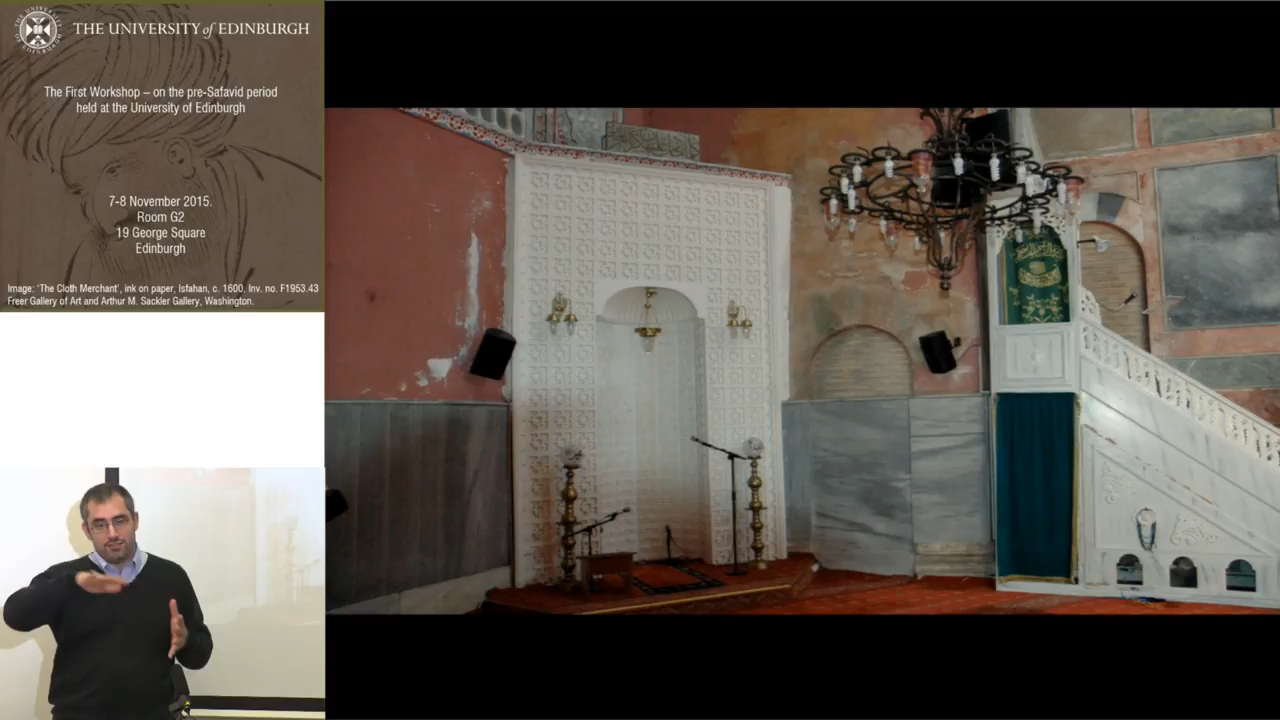 THE UNIVERSITY of EDINBURGH
The First Workshop – on the pre-Safavid period
held at the University of Edinburgh
7-8 November 2015.
Room G2
19 George Square
Edinburgh
Image: 'The Cloth Merchant', ink on paper, Isfahan, c. 1600. Inv. no. F1953.43
Freer Gallery of Art and Arthur M. Sackler Gallery, Washington.